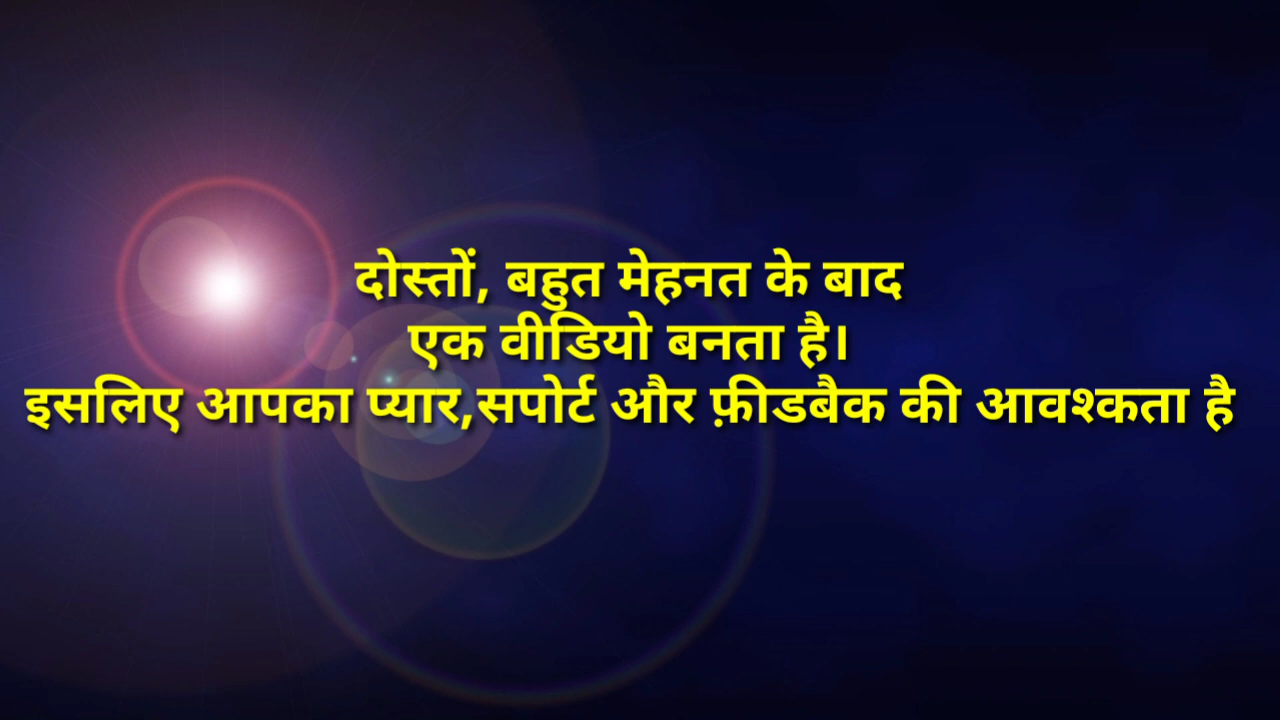 दोस्तों, बहुत मेहनत के बाद
एक वीडियो बनता है।
इसलिए आपका प्यार,सपोर्ट और फ़ीडबैक की आवश्कता है